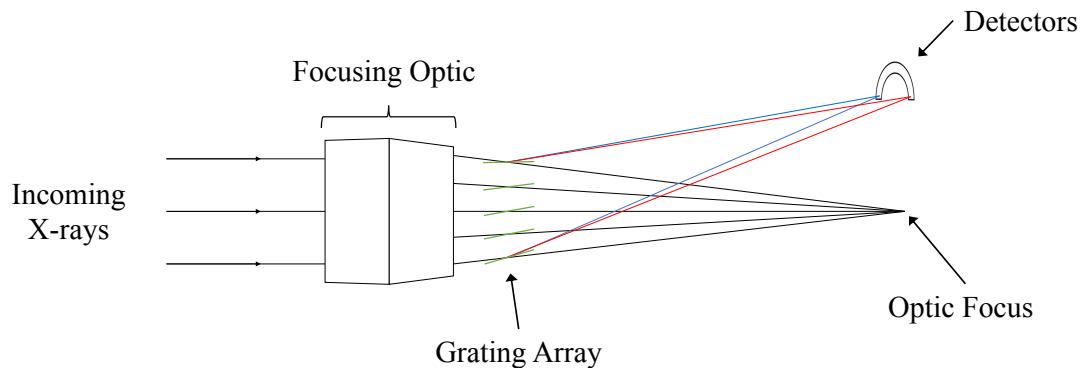 Detectors
Focusing Optic
Incoming
X-rays
Optic Focus
Grating Array